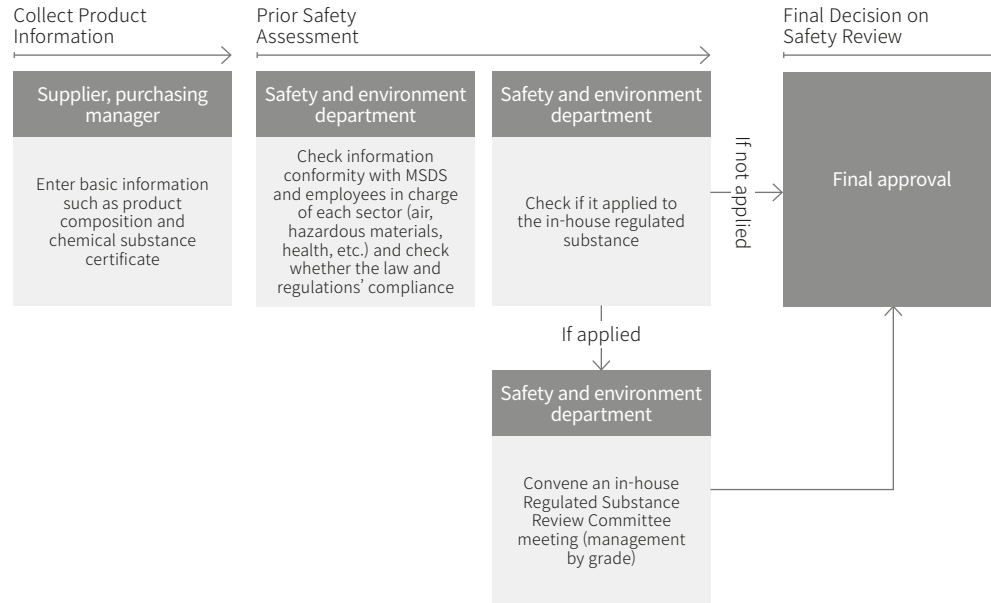 Collect Product
Information
Prior Safety
Assessment
Final Decision on
Safety Review
Supplier, purchasing
manager
Enter basic information
such as product
composition and
chemical substance
certificate
Safety and environment
department
Check information
conformity with MSDS
and employees in charge
of each sector (air,
hazardous materials,
health, etc.) and check
whether the law and
regulations’ compliance
Safety and environment
department
Check if it applied to
the in-house regulated
substance
If not applied
Final approval
If applied
Safety and environment
department
Convene an in-house
Regulated Substance
Review Committee
meeting (management
by grade)